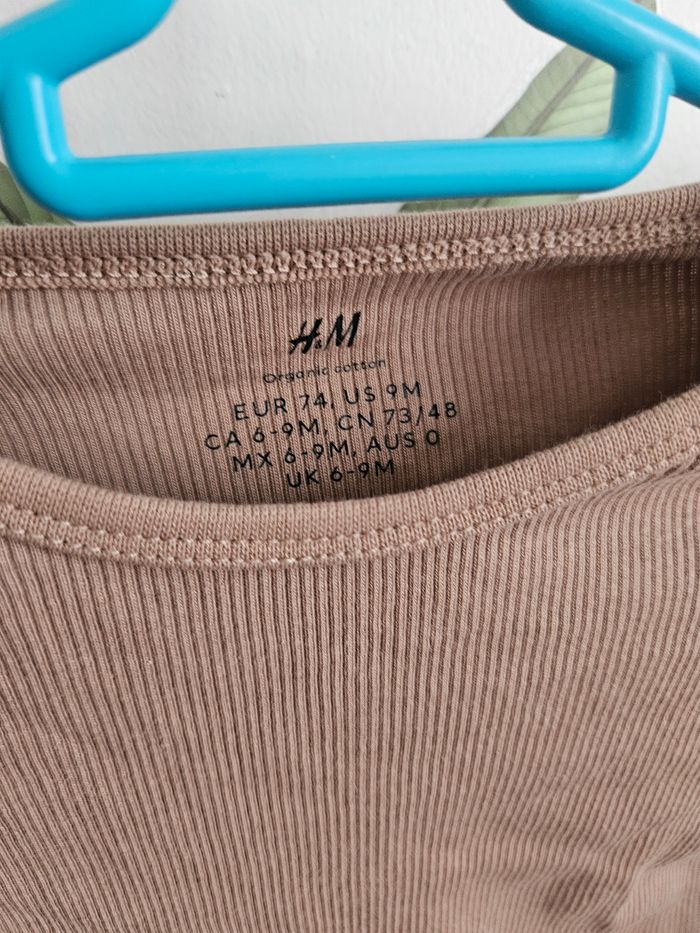 H&M
Organic cotton
EUR 74, US 9M
CA 6-9M, CN 73/48
MX 6-9M, AUS 0
UK 6-9M